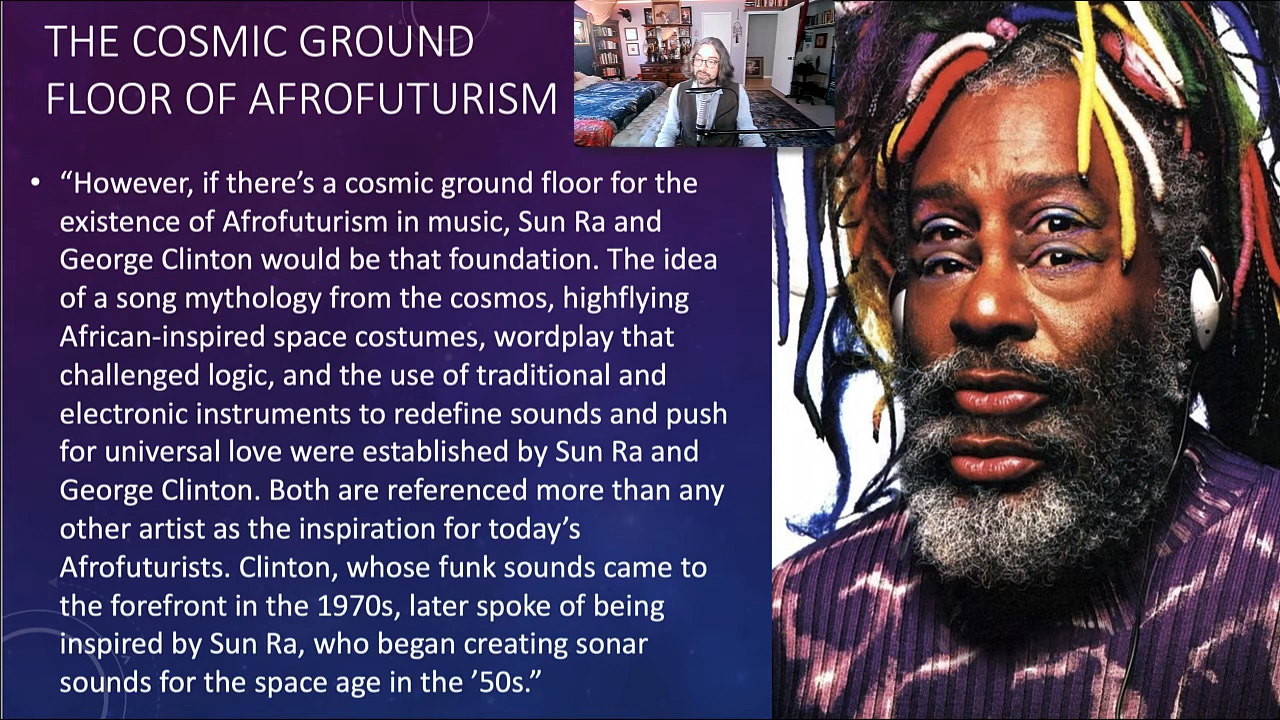 THE COSMIC GROUND
FLOOR OF AFROFUTURISM
• “However, if there’s a cosmic ground floor for the
existence of Afrofuturism in music, Sun Ra and
George Clinton would be that foundation. The idea
of a song mythology from the cosmos, highflying
African-inspired space costumes, wordplay that
challenged logic, and the use of traditional and
electronic instruments to redefine sounds and push
for universal love were established by Sun Ra and
George Clinton. Both are referenced more than any
other artist as the inspiration for today’s
Afrofuturists. Clinton, whose funk sounds came to
the forefront in the 1970s, later spoke of being
inspired by Sun Ra, who began creating sonar
sounds for the space age in the ’50s.”